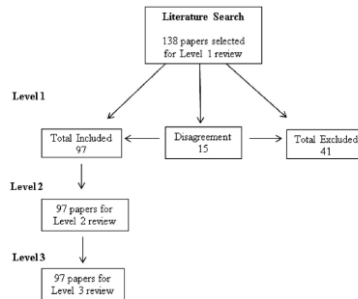 Literature Search
138 papers selected
for Level 1 review
Level 1
Total Included
97
Disagreement
15
Total Excluded
41
Level 2
97 papers for
Level 2 review
Level 3
97 papers for
Level 3 review